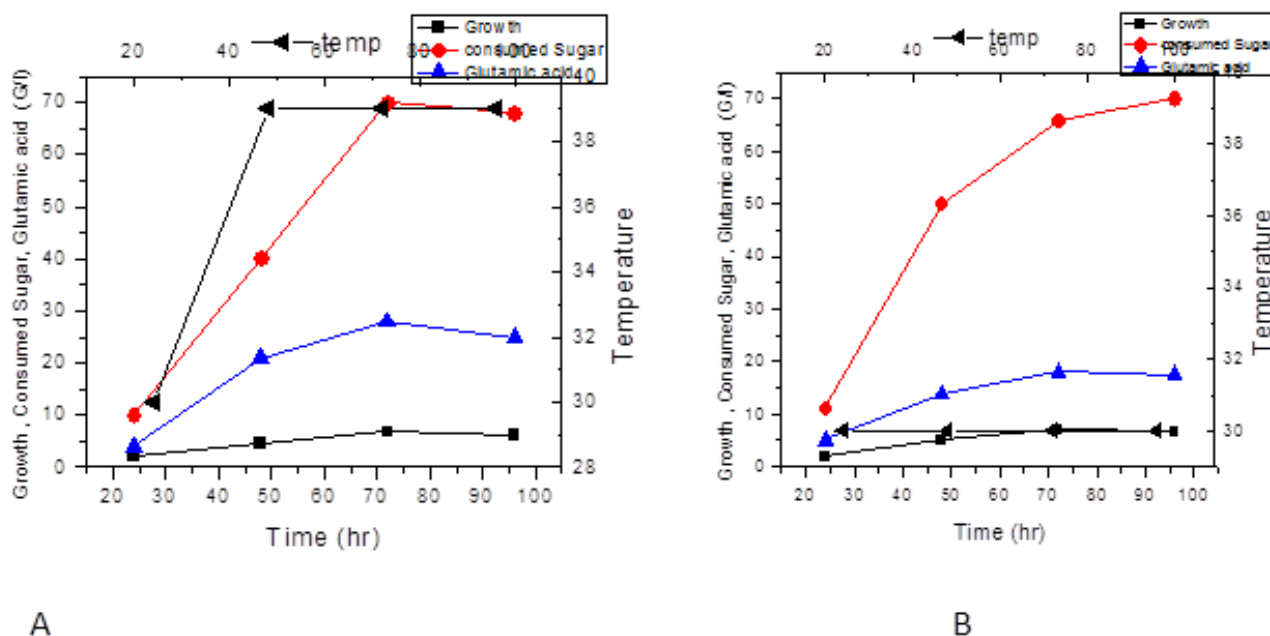 Growth
consumed Sugar
Glutamic acid
temp
20 40 60 80 100
Growth, Consumed Sugar, Glutamic acid (G/l)
70
60
50
40
30
20
10
0
40
38
36
34
32
30
28
Temperature
20 30 40 50 60 70 80 90 100
Time (hr)
A
Growth
consumed Sugar
Glutamic acid
temp
20 40 60 80 100
Growth, Consumed Sugar, Glutamic acid (G/l)
70
60
50
40
30
20
10
0
38
36
34
32
30
Temperature
20 30 40 50 60 70 80 90 100
Time (hr)
B